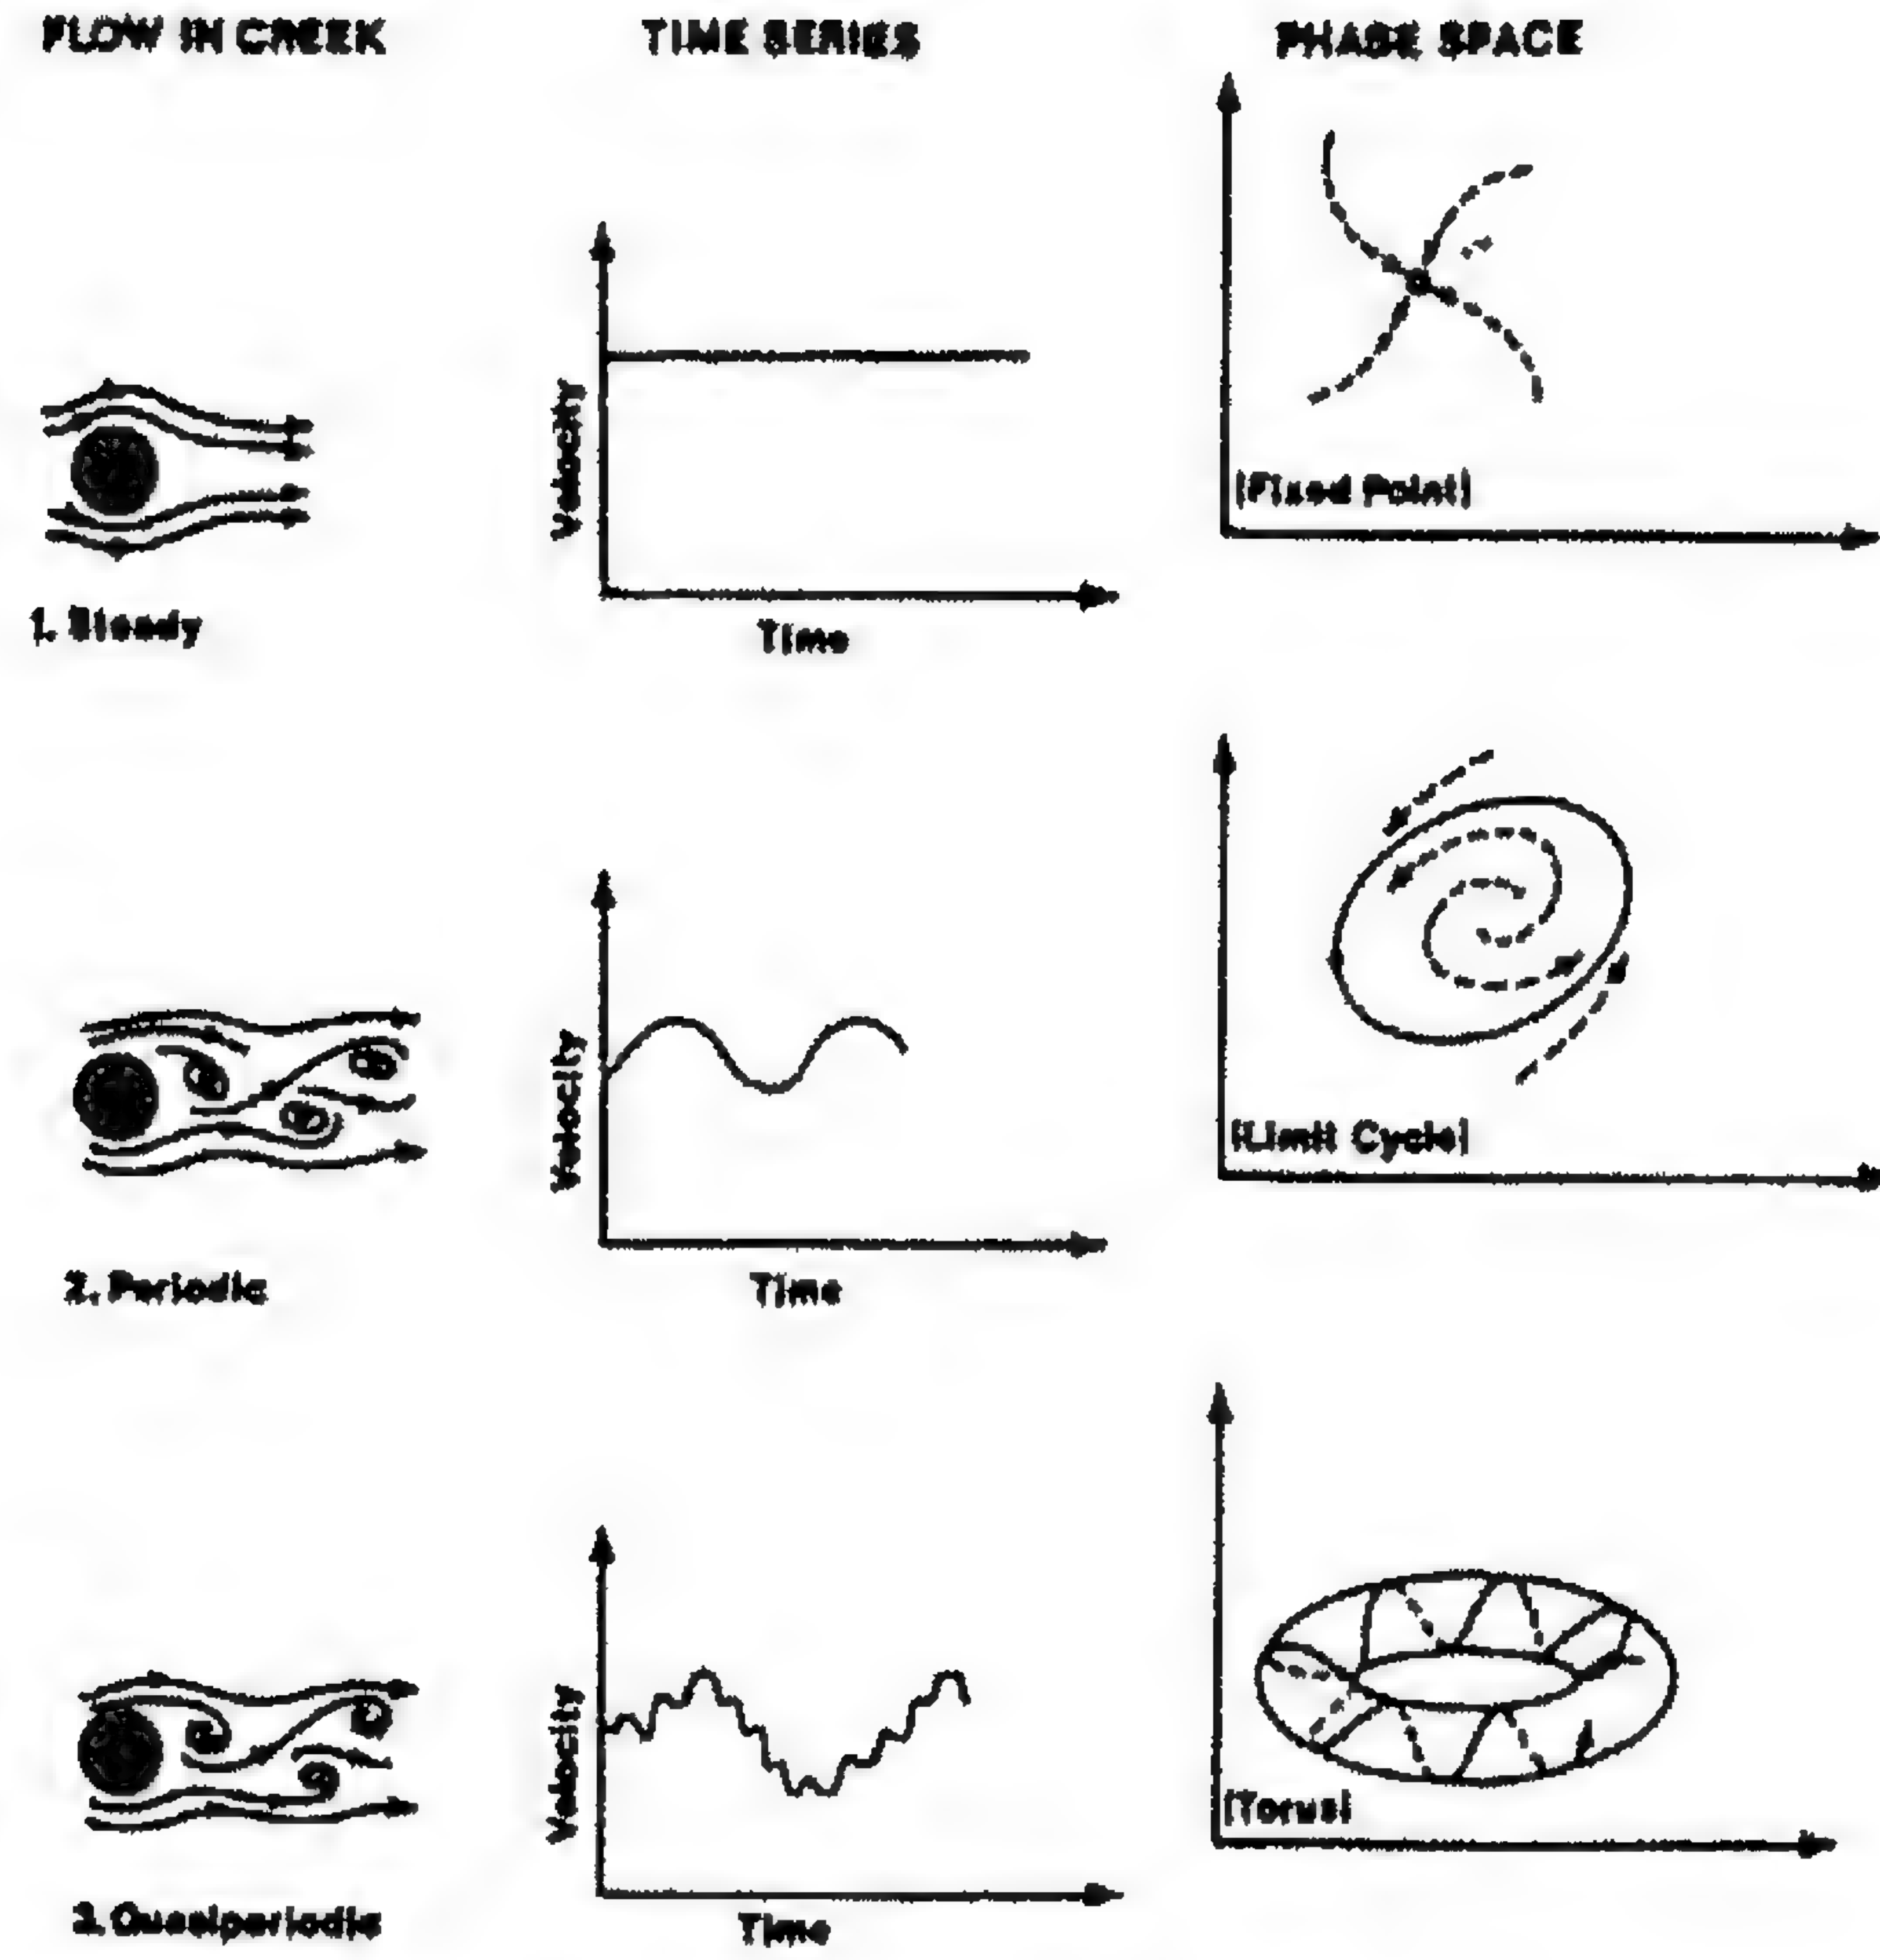 FLOW IN CREEK
TIME SERIES
PHASE SPACE
Velocity
Time
[Fixed Point]
1. Steady
Velocity
Time
[Limit Cycle]
2. Periodic
Velocity
Time
[Torus]
3. Quasiperiodic